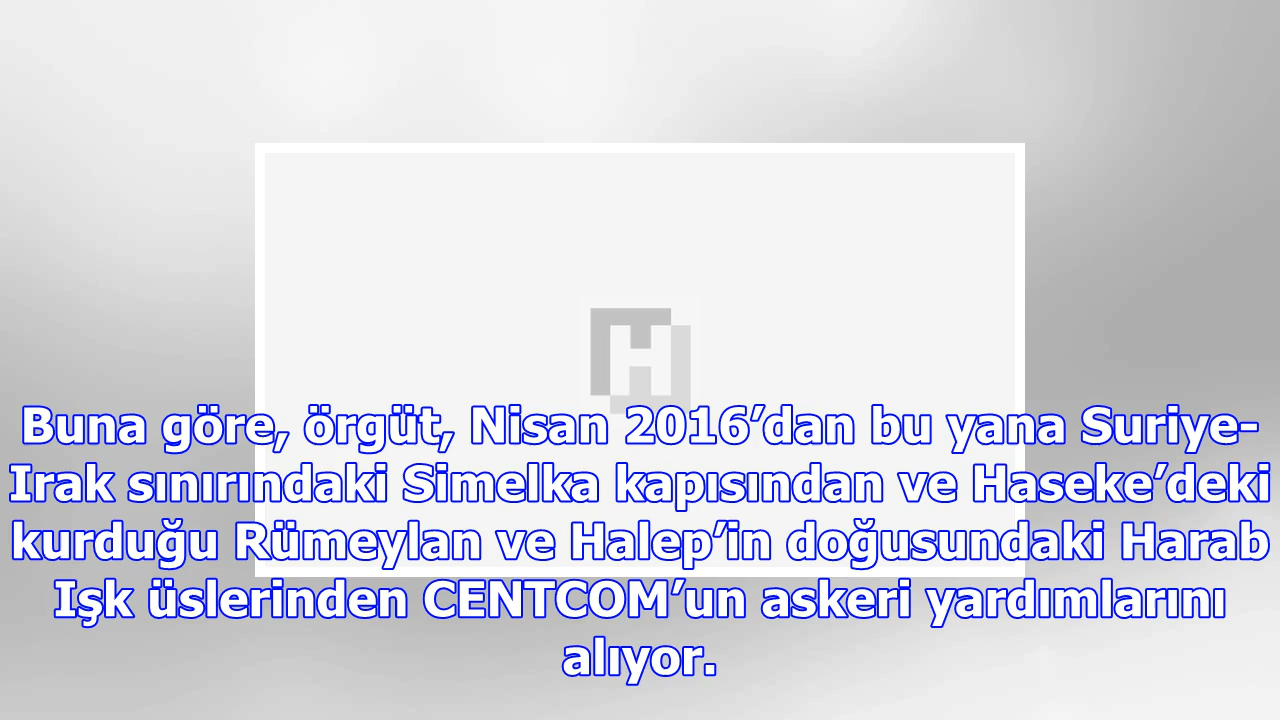 Buna göre, örgüt, Nisan 2016’dan bu yana Suriye-
Irak sınırındaki Simelka kapısından ve Haseke’deki
kurduğu Rümeylan ve Halep’in doğusundaki Harab
Işk üslerinden CENTCOM’un askeri yardımlarını
alıyor.